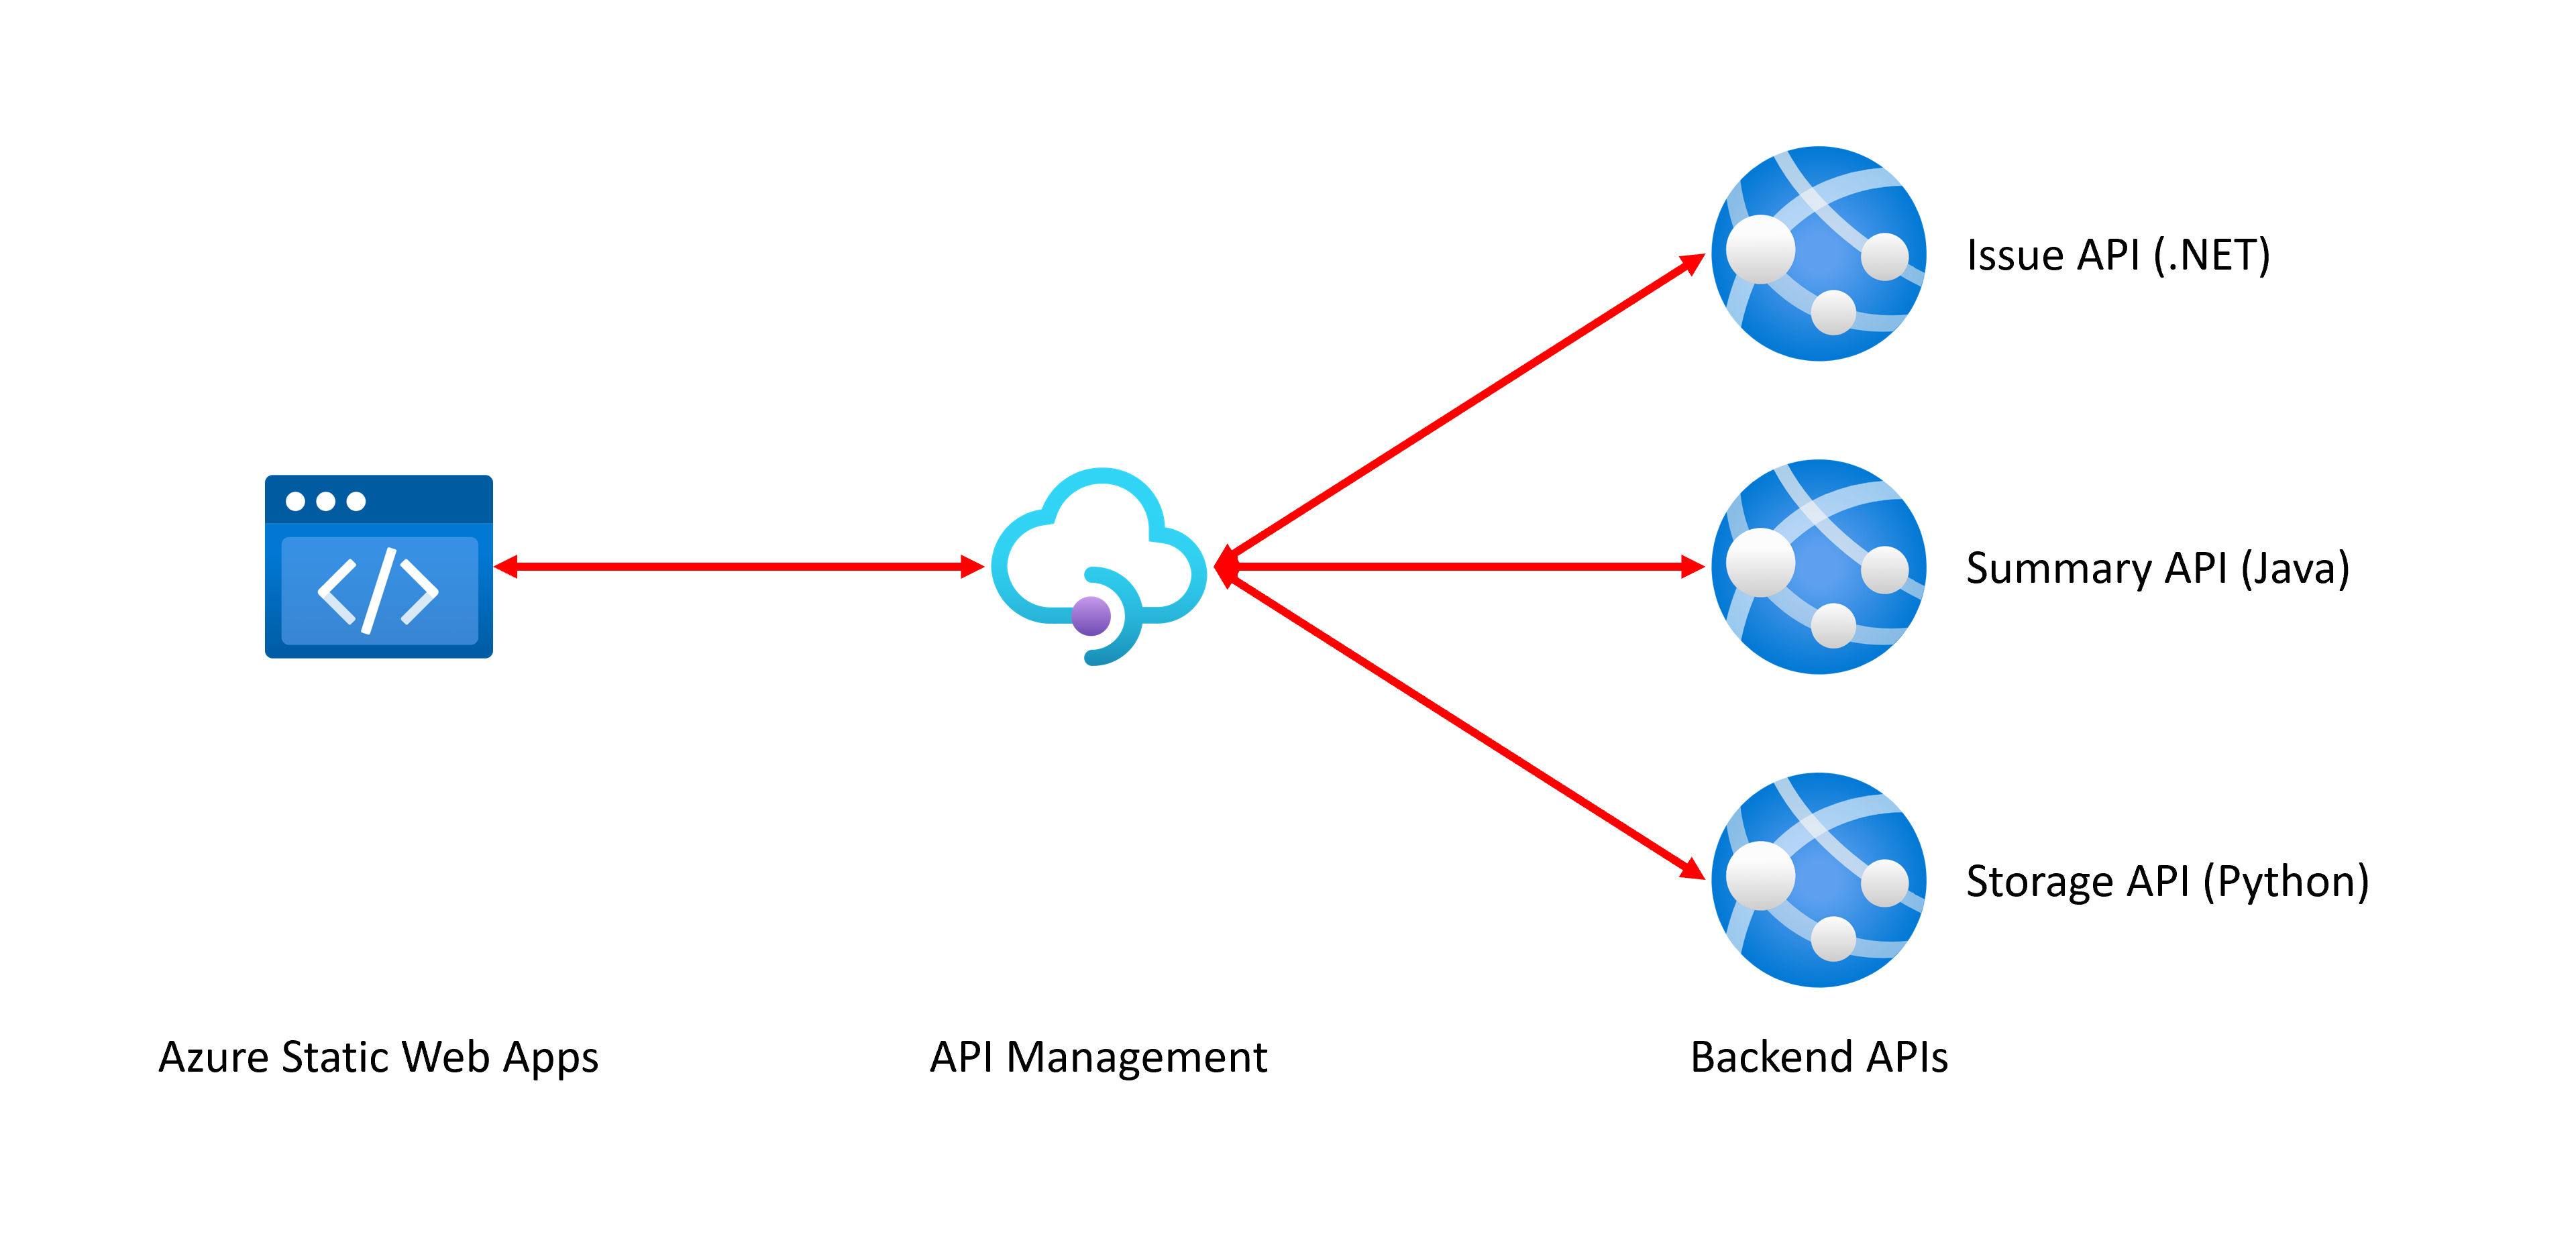 Issue API (.NET)
Summary API (Java)
Storage API (Python)
Azure Static Web Apps
API Management
Backend APIs